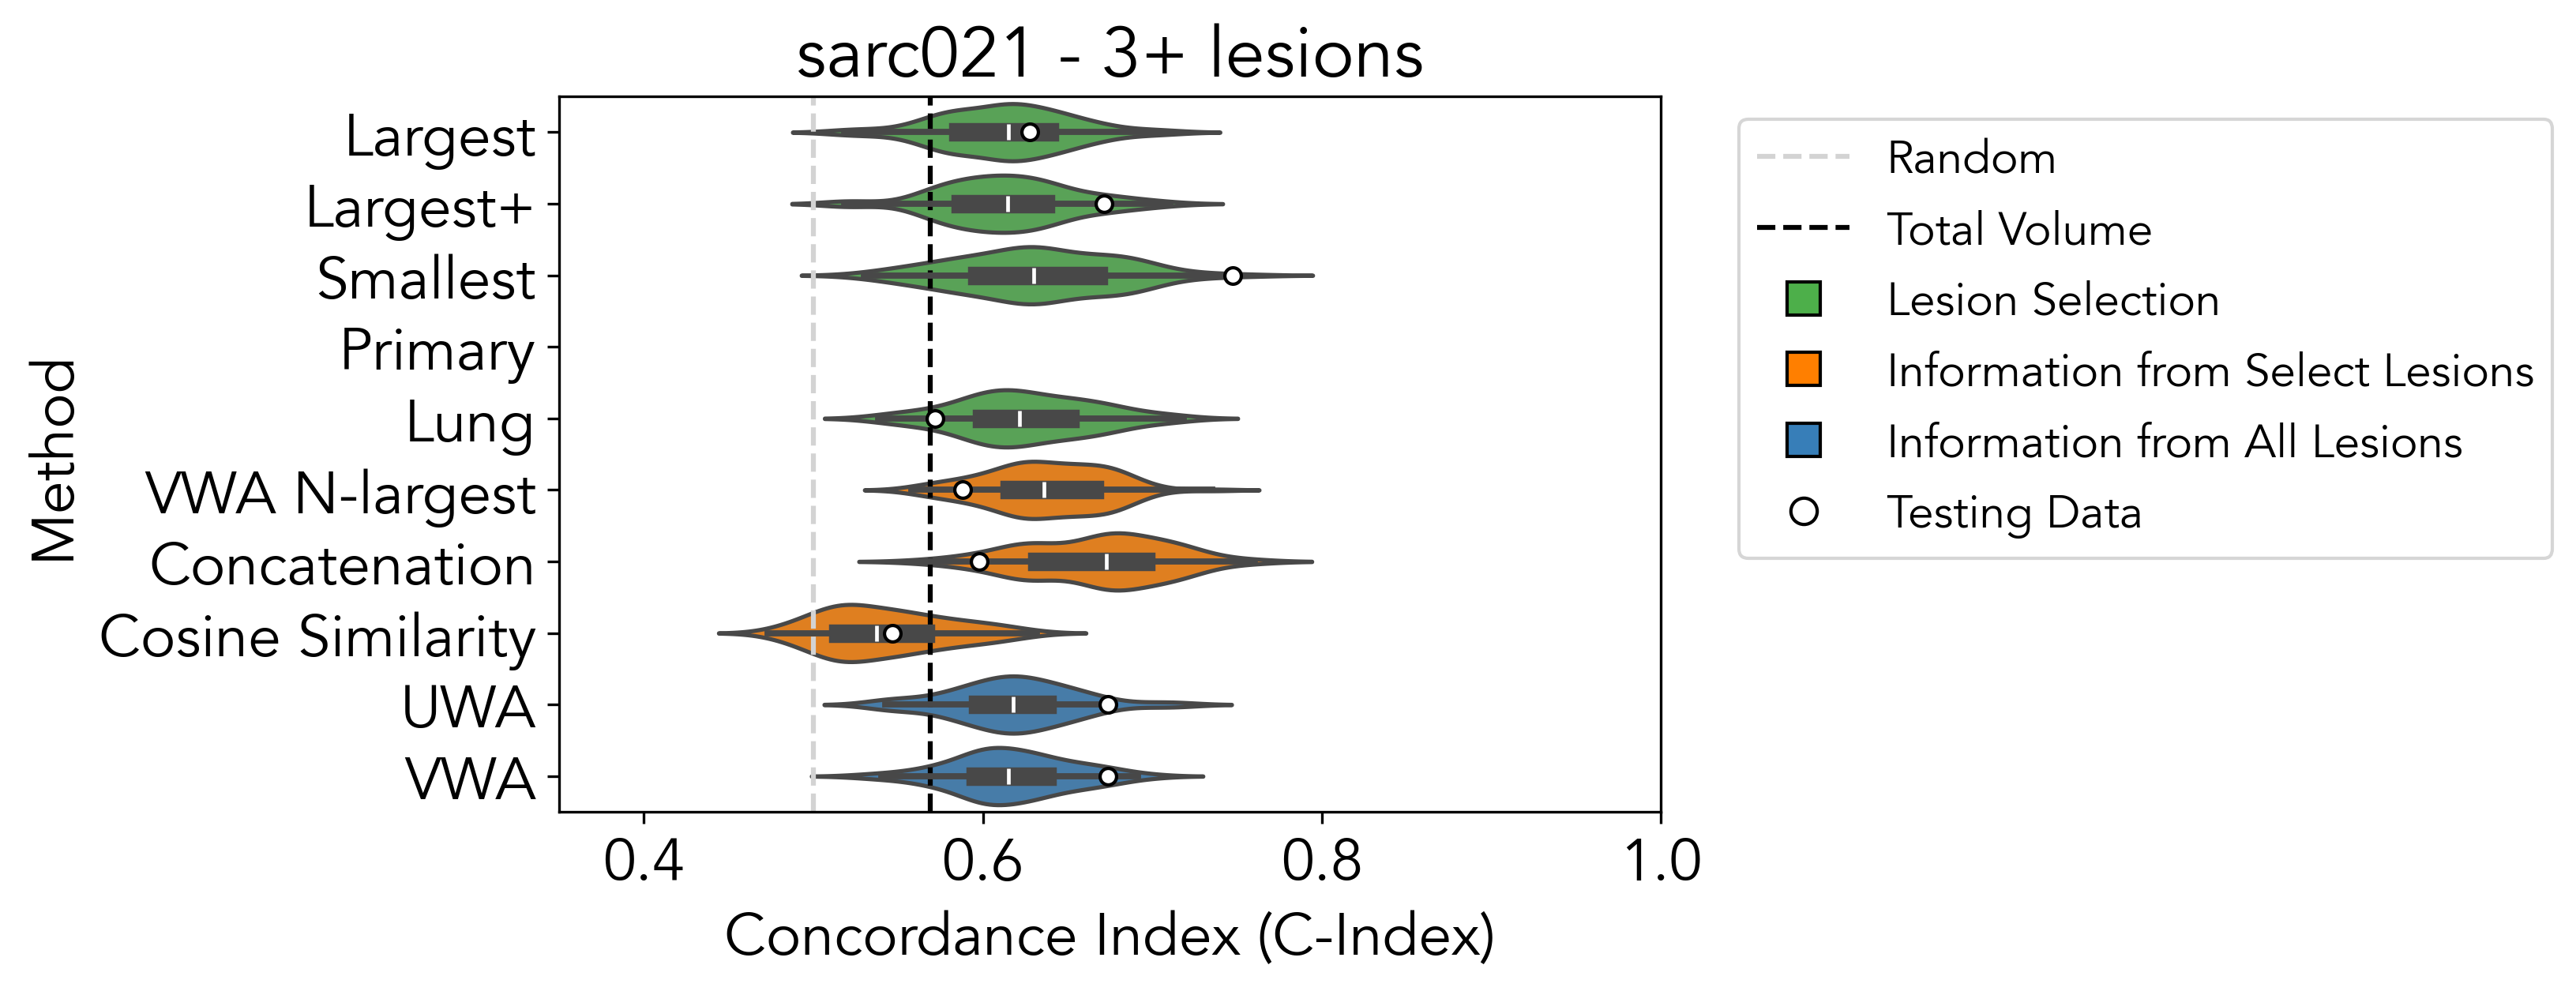 sarc021 - 3+ lesions
Method
Largest
Largest+
Smallest
Primary
Lung
VWA N-largest
Concatenation
Cosine Similarity
UWA
VWA
0.4
0.6
0.8
1.0
Concordance Index (C-Index)
Random
Total Volume
Lesion Selection
Information from Select Lesions
Information from All Lesions
Testing Data